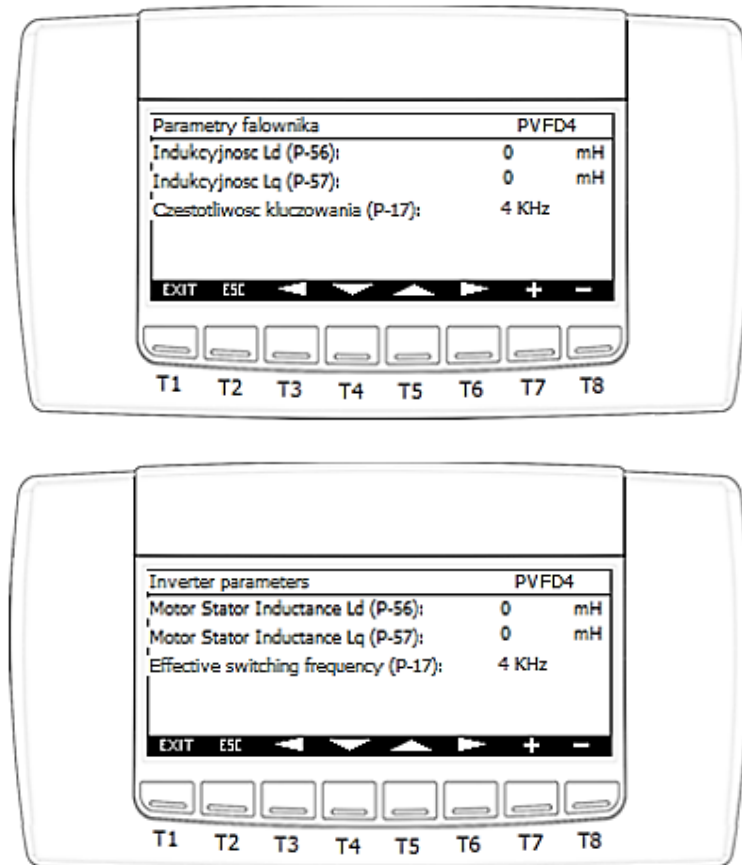 Parametry falownika PVFD4
Indukcyjnosc Ld (P-56): 0 mH
Indukcyjnosc Lq (P-57): 0 mH
Czestotliwosc kluczowania (P-17): 4 KHz
EXIT ESC + -
T1 T2 T3 T4 T5 T6 T7 T8
Inverter parameters PVFD4
Motor Stator Inductance Ld (P-56): 0 mH
Motor Stator Inductance Lq (P-57): 0 mH
Effective switching frequency (P-17): 4 KHz
EXIT ESC + -
T1 T2 T3 T4 T5 T6 T7 T8